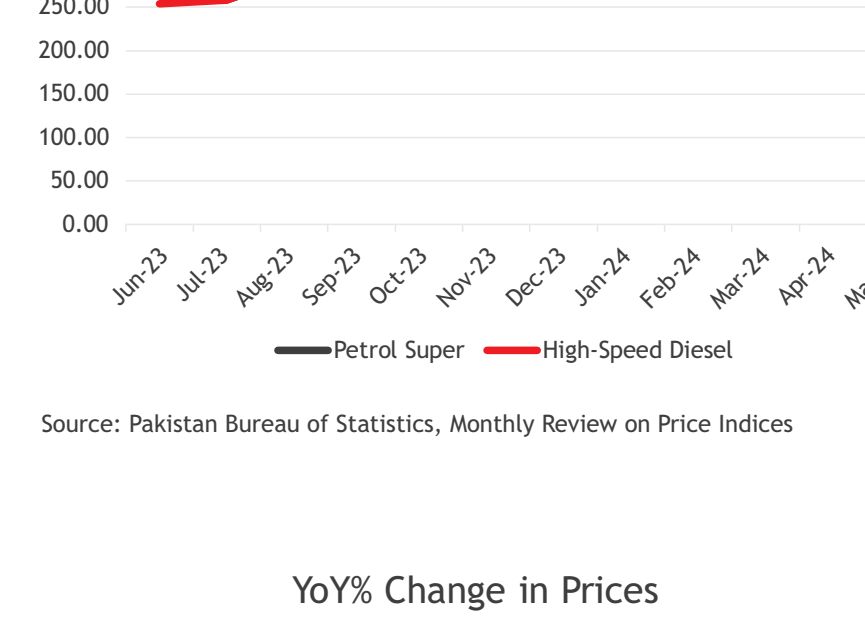 250.00
200.00
150.00
100.00
50.00
0.00
Jun-23 Jul-23 Aug-23 Sep-23 Oct-23 Nov-23 Dec-23 Jan-24 Feb-24 Mar-24 Apr-24
Petrol Super High-Speed Diesel
Source: Pakistan Bureau of Statistics, Monthly Review on Price Indices
YoY% Change in Prices